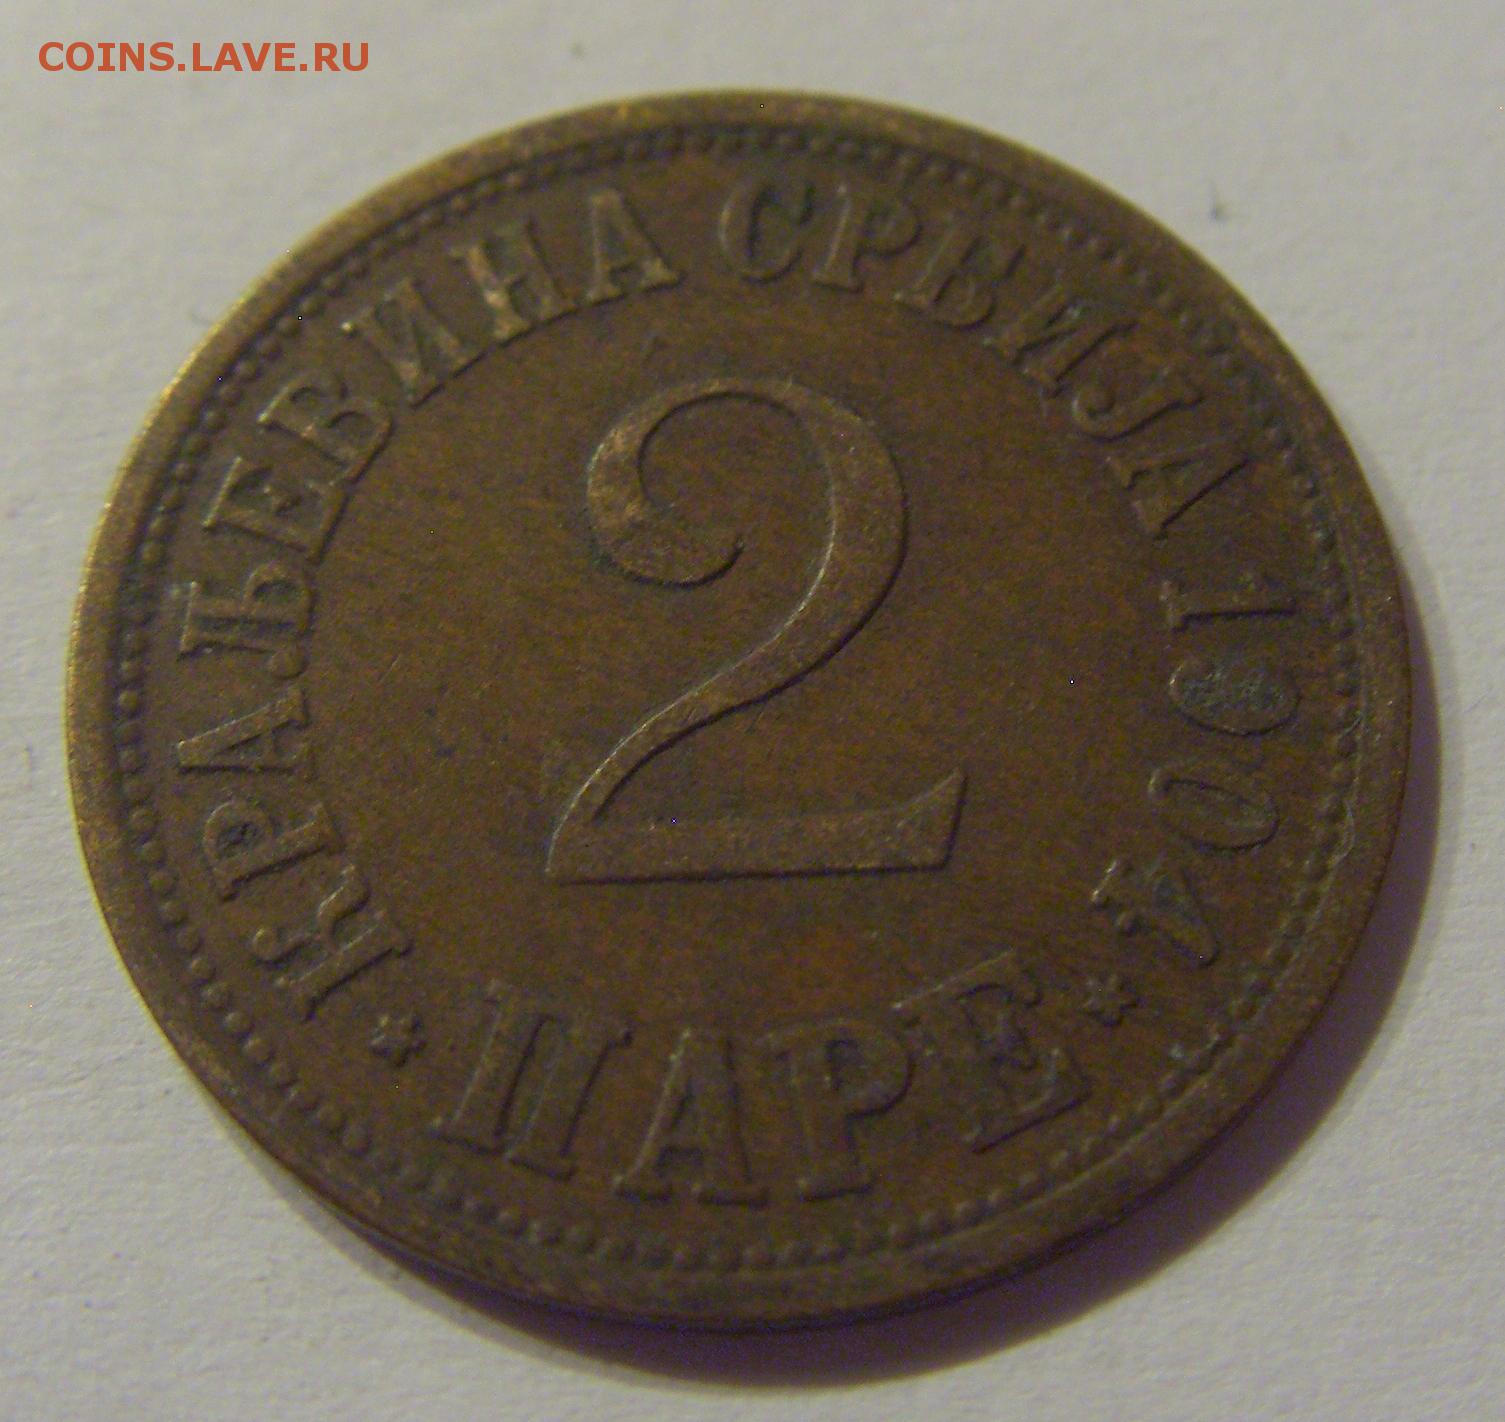 COINS.LAVE.RU
КРАЉЕВИНА СРБИЈА 1904
2
* ПАРЕ *